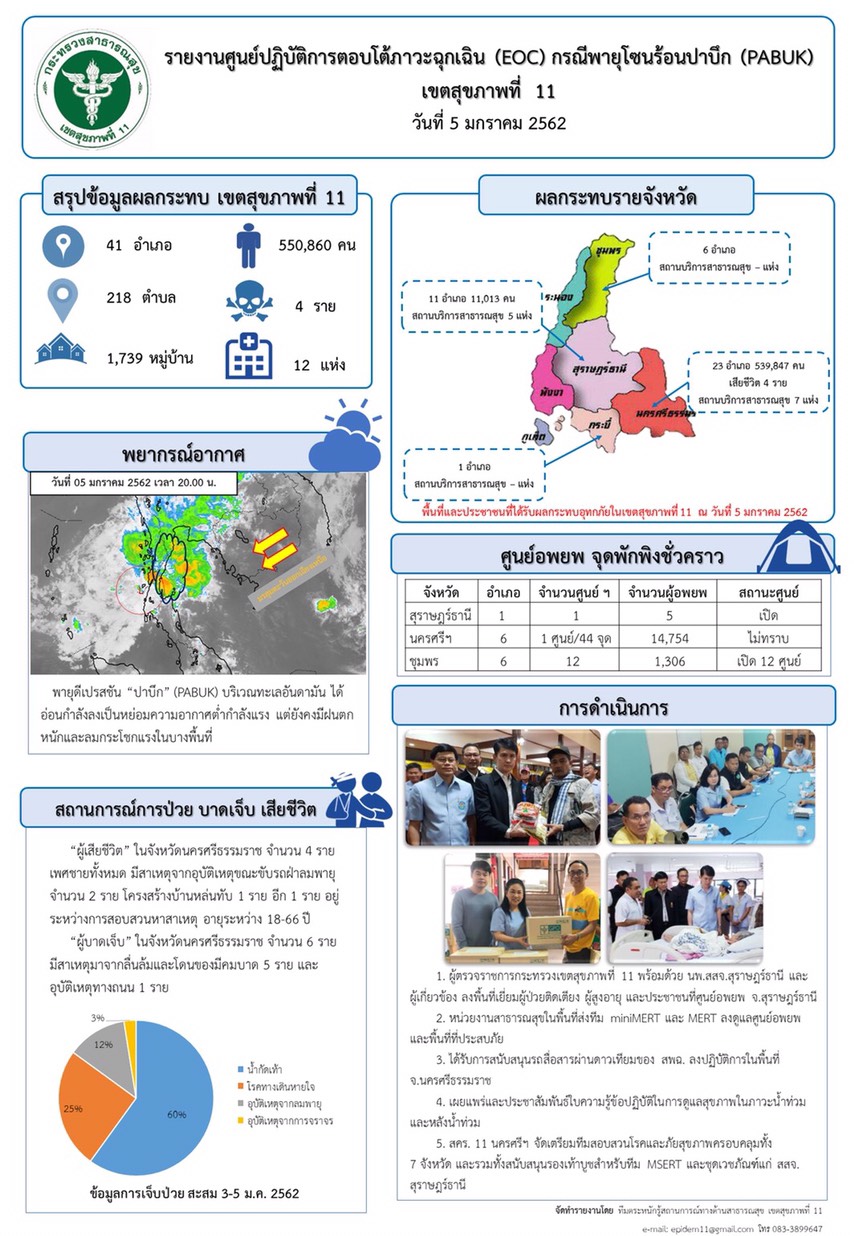 กระทรวงสาธารณสุข
เขตสุขภาพที่ 11
รายงานศูนย์ปฏิบัติการตอบโต้ภาวะฉุกเฉิน (EOC) กรณีพายุโซนร้อนปาบึก (PABUK)
เขตสุขภาพที่ 11
วันที่ 5 มกราคม 2562
สรุปข้อมูลผลกระทบ เขตสุขภาพที่ 11
41 อำเภอ
550,860 คน
218 ตำบล
4 ราย
1,739 หมู่บ้าน
12 แห่ง
พยากรณ์อากาศ
วันที่ 05 มกราคม 2562 เวลา 20.00 น.
พายุดีเปรสชัน “ปาบึก” (PABUK) บริเวณทะเลอันดามัน ได้
อ่อนกำลังลงเป็นหย่อมความอากาศต่ำกำลังแรง แต่ยังคงมีฝนตก
หนักและลมกระโชกแรงในบางพื้นที่
สถานการณ์การป่วย บาดเจ็บ เสียชีวิต
“ผู้เสียชีวิต” ในจังหวัดนครศรีธรรมราช จำนวน 4 ราย
เพศชายทั้งหมด มีสาเหตุจากอุบัติเหตุขณะขับรถฝ่าลมพายุ
จำนวน 2 ราย โครงสร้างบ้านหล่นทับ 1 ราย อีก 1 ราย อยู่
ระหว่างการสอบสวนหาสาเหตุ อายุระหว่าง 18-66 ปี
“ผู้บาดเจ็บ” ในจังหวัดนครศรีธรรมราช จำนวน 6 ราย
มีสาเหตุมาจากลื่นล้มและโดนของมีคมบาด 5 ราย และ
อุบัติเหตุทางถนน 1 ราย
3%
12%
25%
60%
น้ำกัดเท้า
โรคทางเดินหายใจ
อุบัติเหตุจากลมพายุ
อุบัติเหตุจากการจราจร
ข้อมูลการเจ็บป่วย สะสม 3-5 ม.ค. 2562
ผลกระทบรายจังหวัด
ชุมพร
6 อำเภอ
สถานบริการสาธารณสุข – แห่ง
ระนอง
11 อำเภอ 11,013 คน
สถานบริการสาธารณสุข 5 แห่ง
สุราษฎร์ธานี
23 อำเภอ 539,847 คน
เสียชีวิต 4 ราย
สถานบริการสาธารณสุข 7 แห่ง
พังงา
นครศรีธรรมร
กระบี่
ภูเก็ต
1 อำเภอ
สถานบริการสาธารณสุข – แห่ง
พื้นที่และประชาชนที่ได้รับผลกระทบอุทกภัยในเขตสุขภาพที่ 11 ณ วันที่ 5 มกราคม 2562
ศูนย์อพยพ จุดพักพิงชั่วคราว
จังหวัด อำเภอ จำนวนศูนย์ ฯ จำนวนผู้อพยพ สถานะศูนย์
สุราษฎร์ธานี 1 1 5 เปิด
นครศรีฯ 6 1 ศูนย์/44 จุด 14,754 ไม่ทราบ
ชุมพร 6 12 1,306 เปิด 12 ศูนย์
การดำเนินการ
1. ผู้ตรวจราชการกระทรวงเขตสุขภาพที่ 11 พร้อมด้วย นพ.สสจ.สุราษฎร์ธานี และ
ผู้เกี่ยวข้อง ลงพื้นที่เยี่ยมผู้ป่วยติดเตียง ผู้สูงอายุ และประชาชนที่ศูนย์อพยพ จ.สุราษฎร์ธานี
2. หน่วยงานสาธารณสุขในพื้นที่ส่งทีม miniMERT และ MERT ลงดูแลศูนย์อพยพ
และพื้นที่ที่ประสบภัย
3. ได้รับการสนับสนุนรถสื่อสารผ่านดาวเทียมของ สพฉ. ลงปฏิบัติการในพื้นที่
จ.นครศรีธรรมราช
4. เผยแพร่และประชาสัมพันธ์ใบความรู้ข้อปฏิบัติในการดูแลสุขภาพในภาวะน้ำท่วม
และหลังน้ำท่วม
5. สคร. 11 นครศรีฯ จัดเตรียมทีมสอบสวนโรคและภัยสุขภาพครอบคลุมทั้ง
7 จังหวัด และรวมทั้งสนับสนุนรองเท้าบูชสำหรับทีม MSERT และชุดเวชภัณฑ์แก่ สสจ.
สุราษฎร์ธานี
จัดทำรายงานโดย ทีมตระหนักรู้สถานการณ์ทางด้านสาธารณสุข เขตสุขภาพที่ 11
e-mail: epidem11@gmail.com โทร 083-3899647